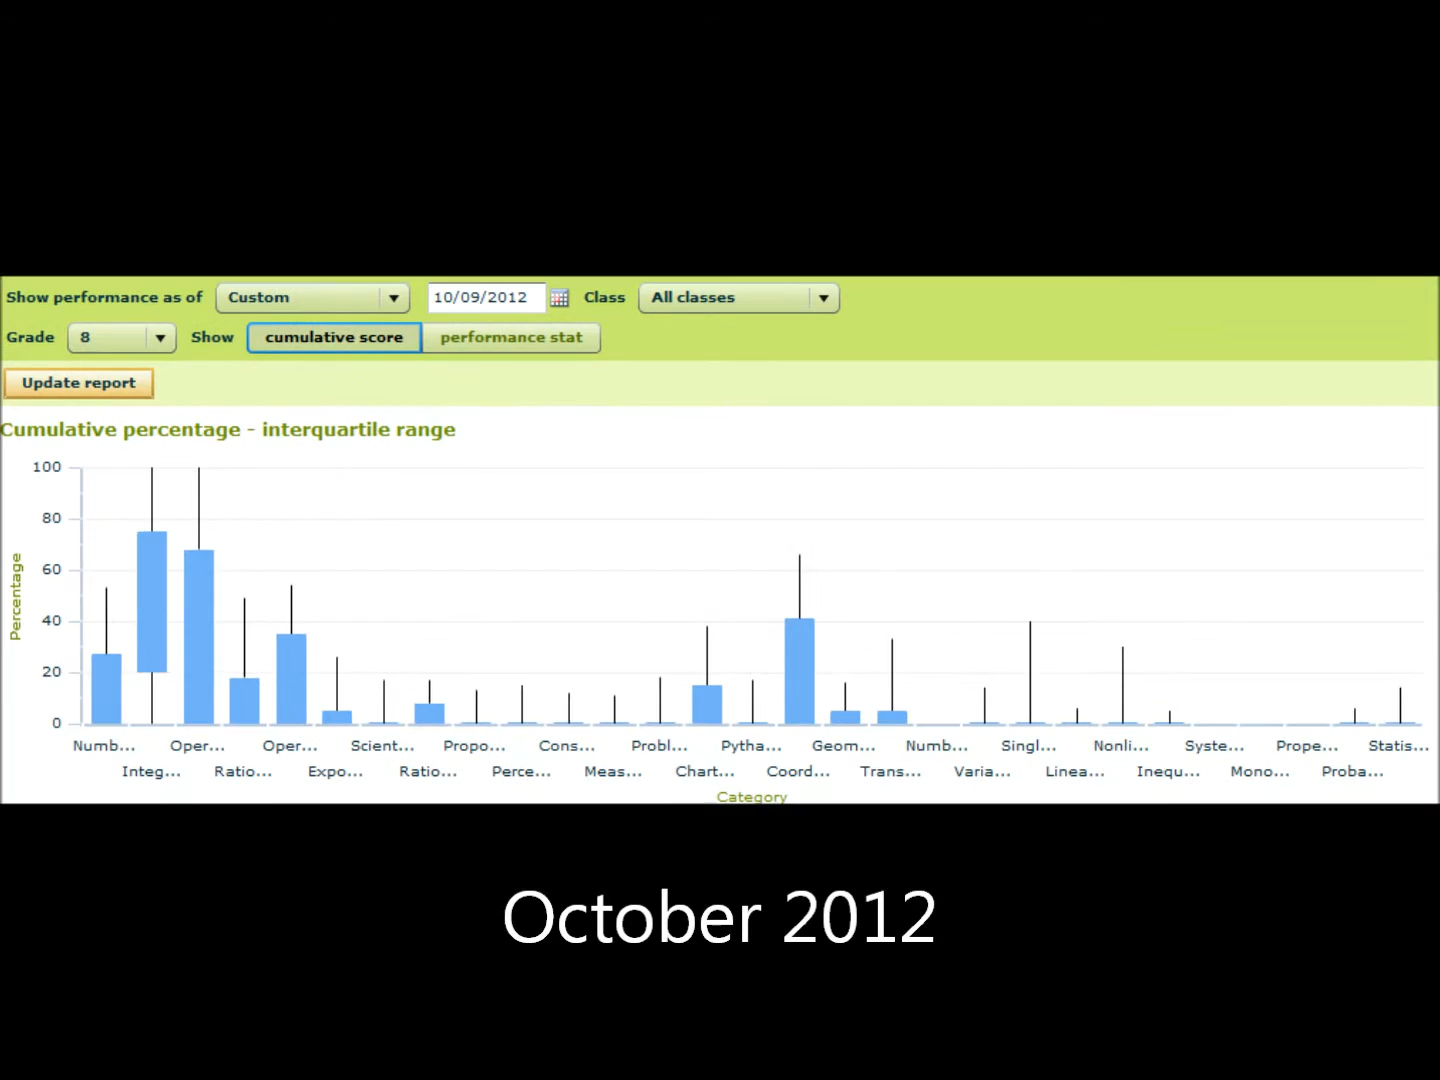 Show performance as of Custom 10/09/2012 Class All classes
Grade 8 Show cumulative score performance stat
Update report
Cumulative percentage - interquartile range
100
80
60
40
20
0
Percentage
Numb... Oper... Oper... Scient... Propo... Cons... Probl... Pytha... Geom... Numb... Singl... Nonli... Syste... Prope... Statis...
Integ... Ratio... Expo... Ratio... Perce... Meas... Chart... Coord... Trans... Varia... Linea... Inequ... Mono... Proba...
Category
October 2012